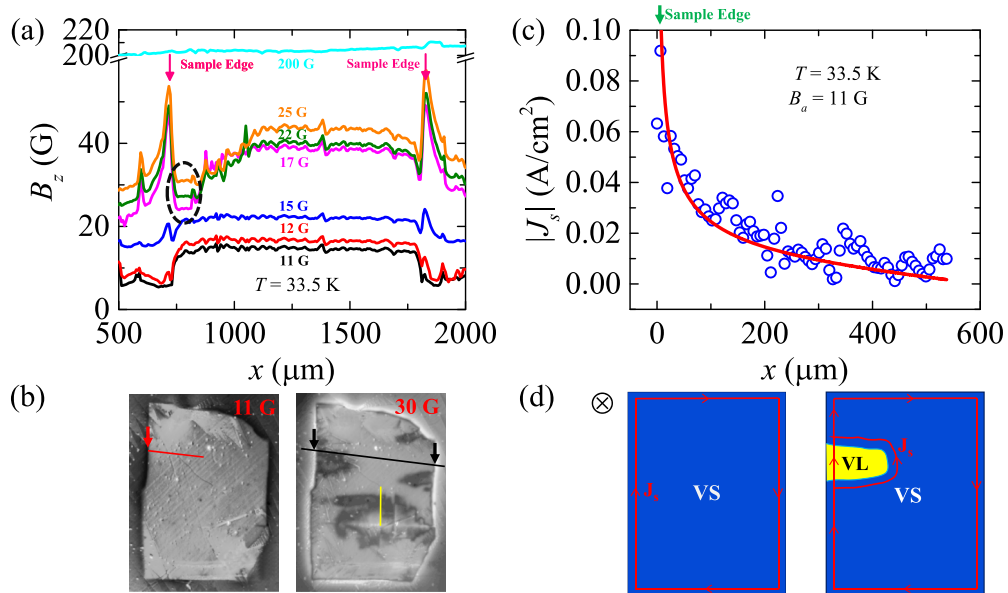 (a)
220
200
40
20
0
B_z (G)
Sample Edge
200 G
Sample Edge
25 G
22 G
17 G
15 G
12 G
11 G
T = 33.5 K
500
1000
1500
2000
x (μm)
(c)
Sample Edge
0.10
0.08
0.06
0.04
0.02
0.00
|J_s| (A/cm²)
T = 33.5 K
B_a = 11 G
0
200
400
600
x (μm)
(b)
11 G
30 G
(d)
J_s
VS
VL
J_s
VS